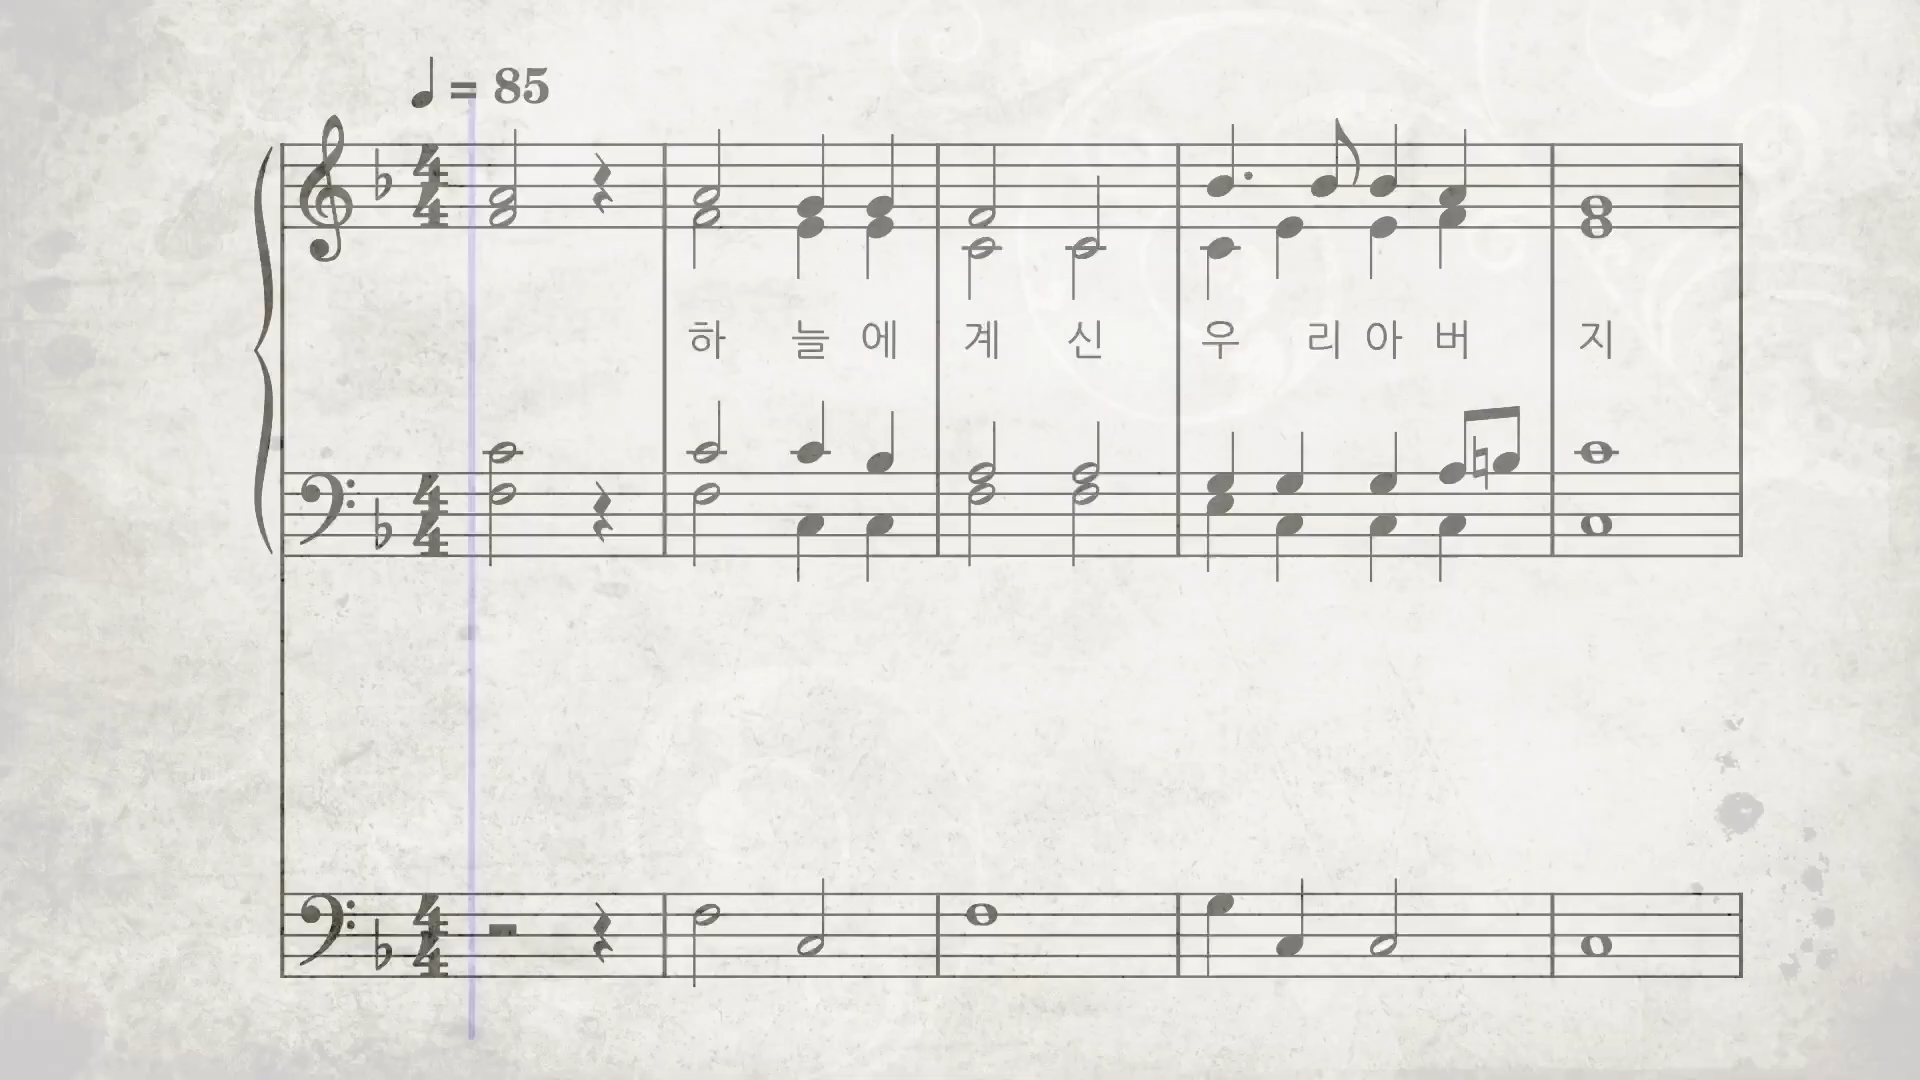 ♩ = 85
하 늘 에 계 신 우 리 아 버 지